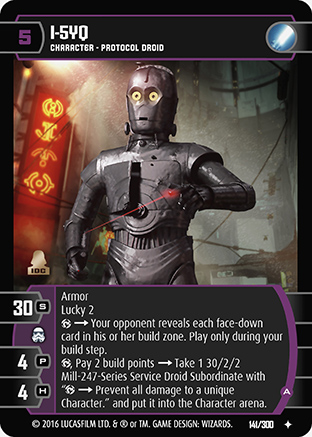 5
I-5YQ
CHARACTER - PROTOCOL DROID
IDC
30 S
4 P
4 H
Armor
Lucky 2
→ Your opponent reveals each face-down
card in his or her build zone. Play only during your
build step.
, Pay 2 build points → Take 1 30/2/2
Mill-247-Series Service Droid Subordinate with
“ → Prevent all damage to a unique
Character.” and put it into the Character arena.
A
© 2016 LUCASFILM LTD. & ® or TM. GAME DESIGN: WIZARDS.
141/300